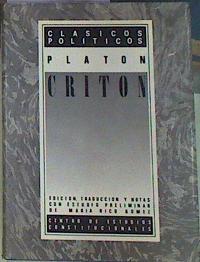 CLASICOS
POLITICOS
PLATON
CRITON
EDICION, TRADUCCION Y NOTAS
CON ESTUDIO PRELIMINAR
DE MARIA RICO GOMEZ
CENTRO DE ESTUDIOS
CONSTITUCIONALES